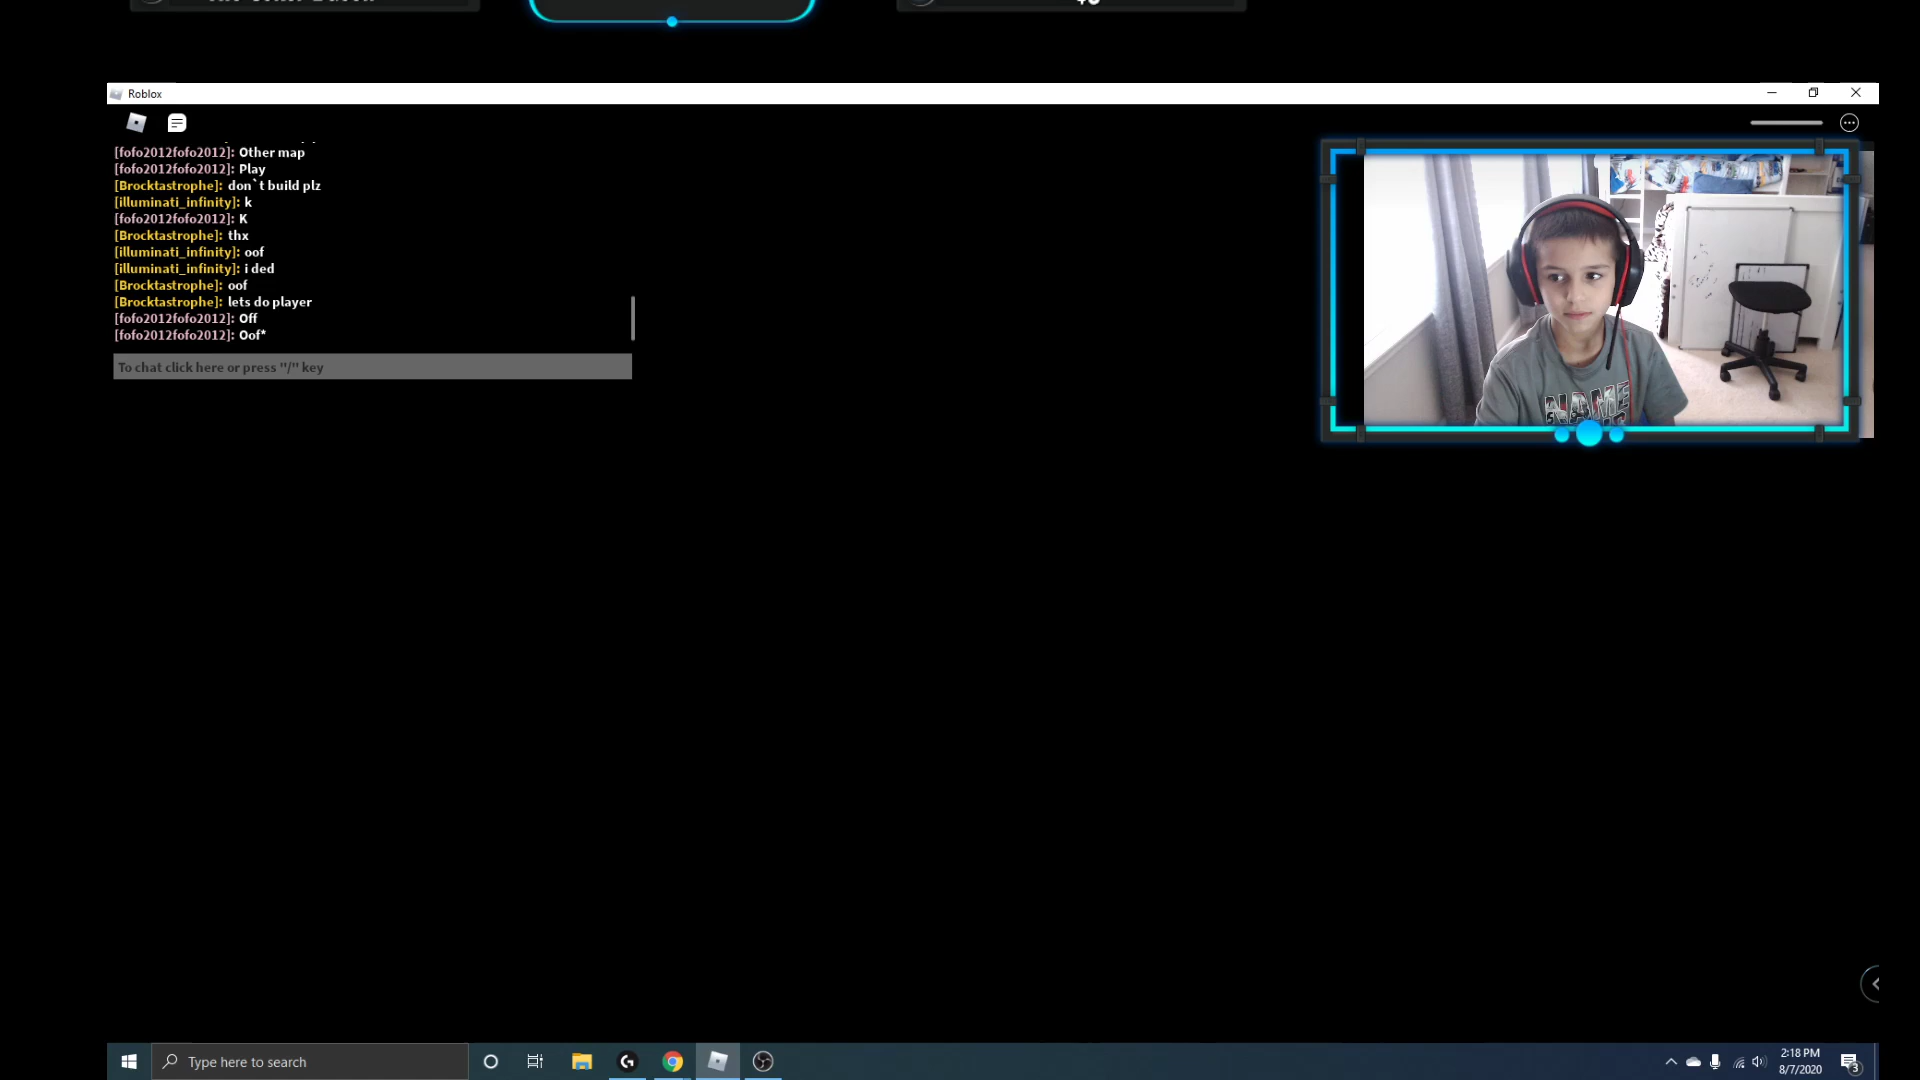 Roblox
[fofo2012fofo2012]: Other map
[fofo2012fofo2012]: Play
[Brocktastrophe]: don`t build plz
[illuminati_infinity]: k
[fofo2012fofo2012]: K
[Brocktastrophe]: thx
[illuminati_infinity]: oof
[illuminati_infinity]: i ded
[Brocktastrophe]: oof
[Brocktastrophe]: lets do player
[fofo2012fofo2012]: Off
[fofo2012fofo2012]: Oof*
To chat click here or press "/" key
NAME
Type here to search
2:18 PM
8/7/2020
3